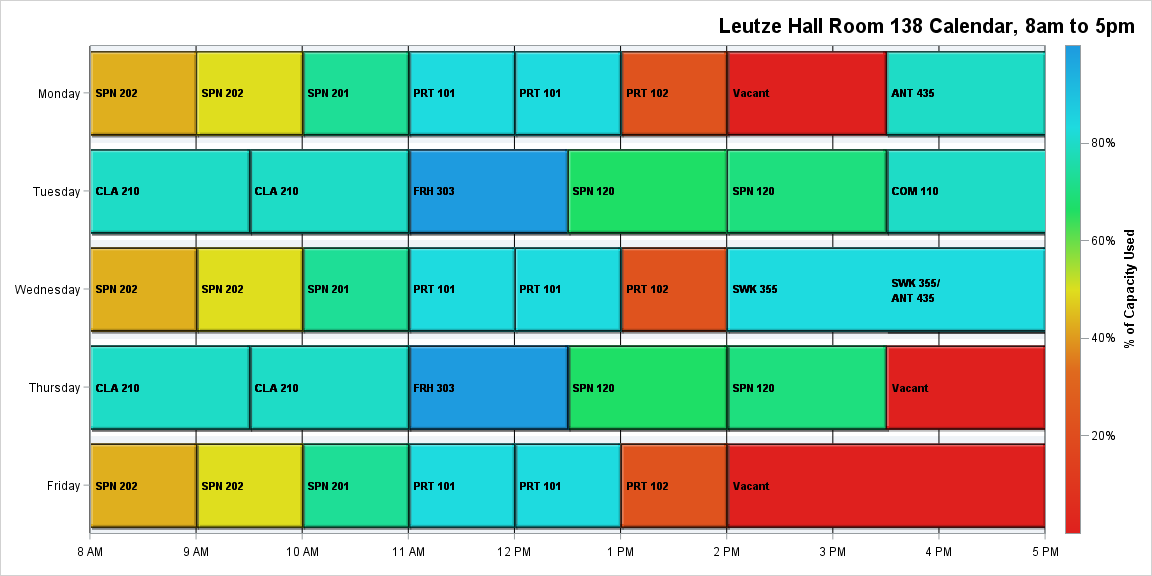 Leutze Hall Room 138 Calendar, 8am to 5pm
Monday
SPN 202
SPN 202
SPN 201
PRT 101
PRT 101
PRT 102
Vacant
ANT 435
Tuesday
CLA 210
CLA 210
FRH 303
SPN 120
SPN 120
COM 110
Wednesday
SPN 202
SPN 202
SPN 201
PRT 101
PRT 101
PRT 102
SWK 355
SWK 355/
ANT 435
Thursday
CLA 210
CLA 210
FRH 303
SPN 120
SPN 120
Vacant
Friday
SPN 202
SPN 202
SPN 201
PRT 101
PRT 101
PRT 102
Vacant
8 AM
9 AM
10 AM
11 AM
12 PM
1 PM
2 PM
3 PM
4 PM
5 PM
80%
60%
40%
20%
% of Capacity Used